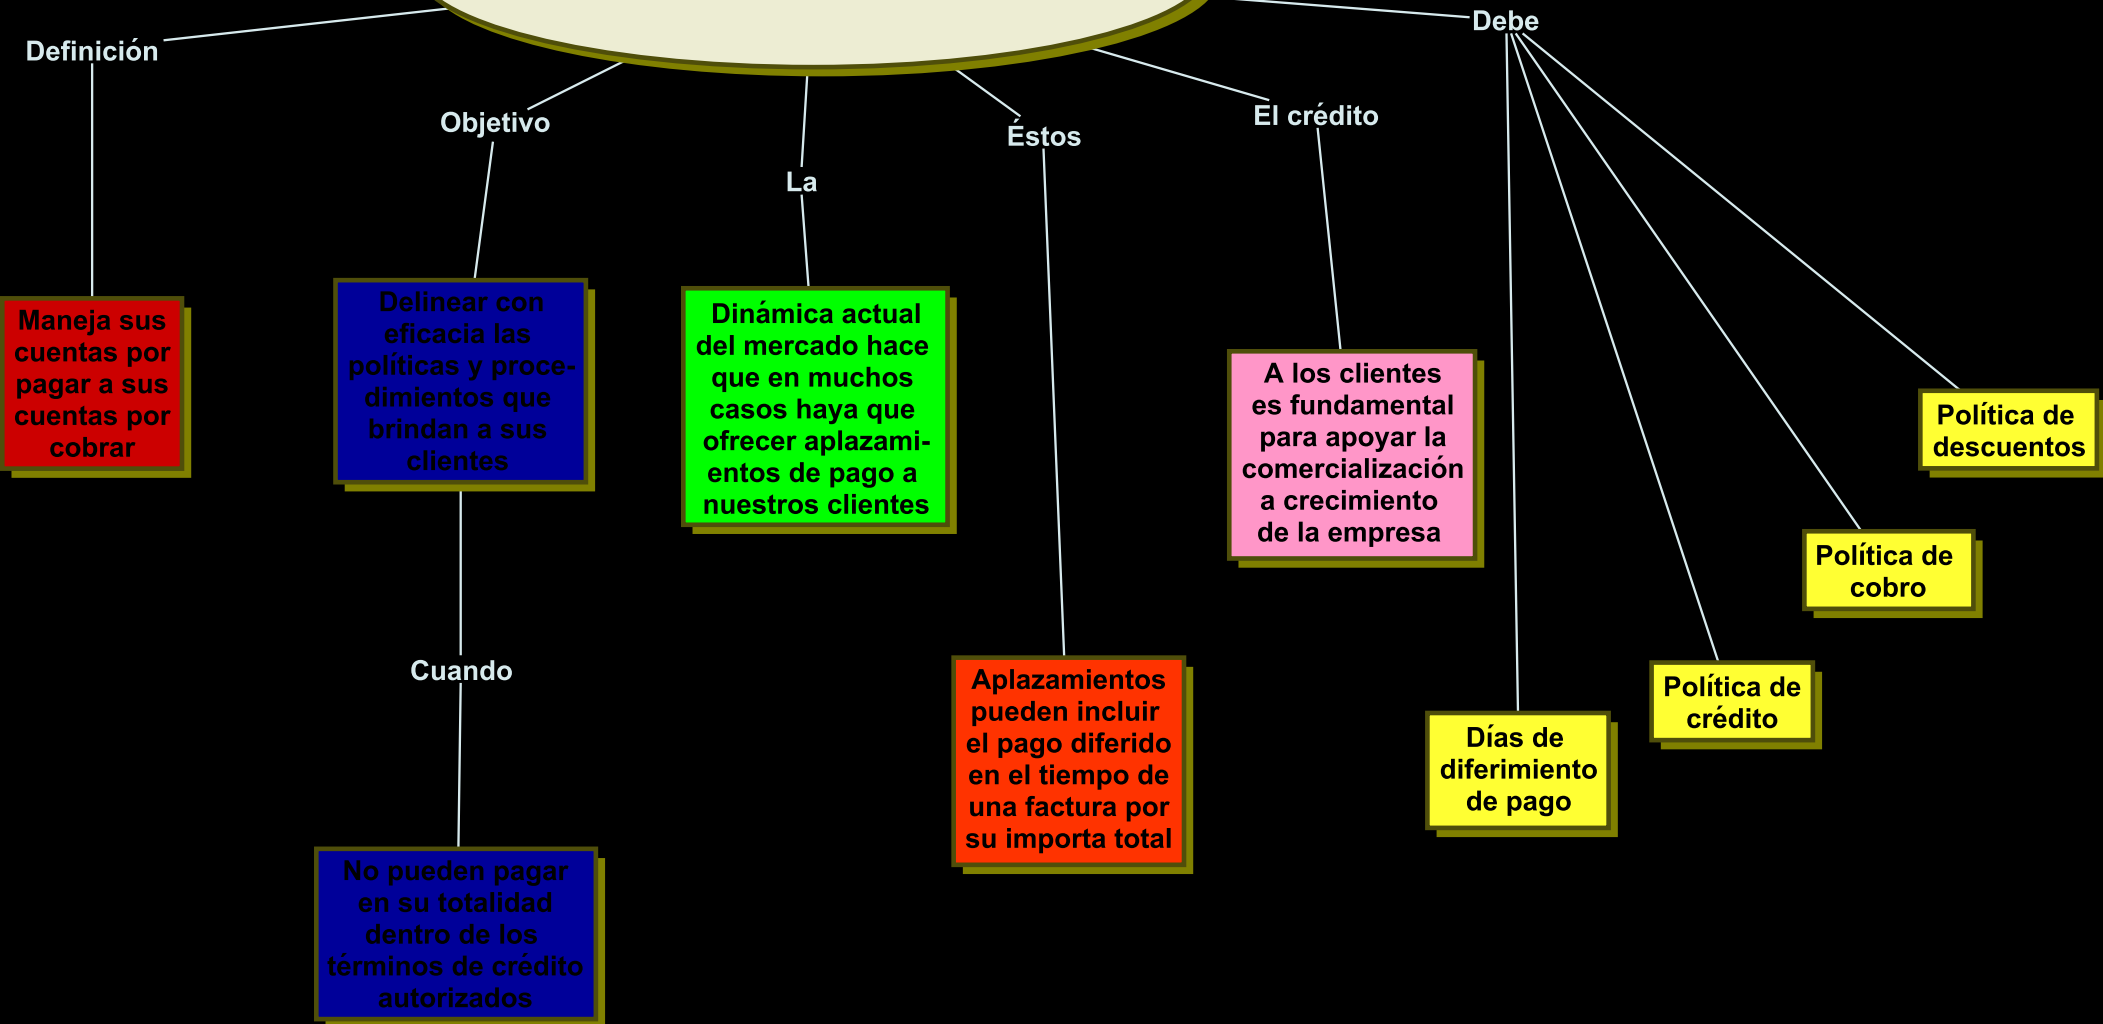 Definición
Maneja sus
cuentas por
pagar a sus
cuentas por
cobrar
Objetivo
Delinear con
eficacia las
políticas y proce-
dimientos que
brindan a sus
clientes
Cuando
No pueden pagar
en su totalidad
dentro de los
términos de crédito
autorizados
La
Dinámica actual
del mercado hace
que en muchos
casos haya que
ofrecer aplazami-
entos de pago a
nuestros clientes
Éstos
Aplazamientos
pueden incluir
el pago diferido
en el tiempo de
una factura por
su importa total
El crédito
A los clientes
es fundamental
para apoyar la
comercialización
a crecimiento
de la empresa
Debe
Días de
diferimiento
de pago
Política de
crédito
Política de
cobro
Política de
descuentos